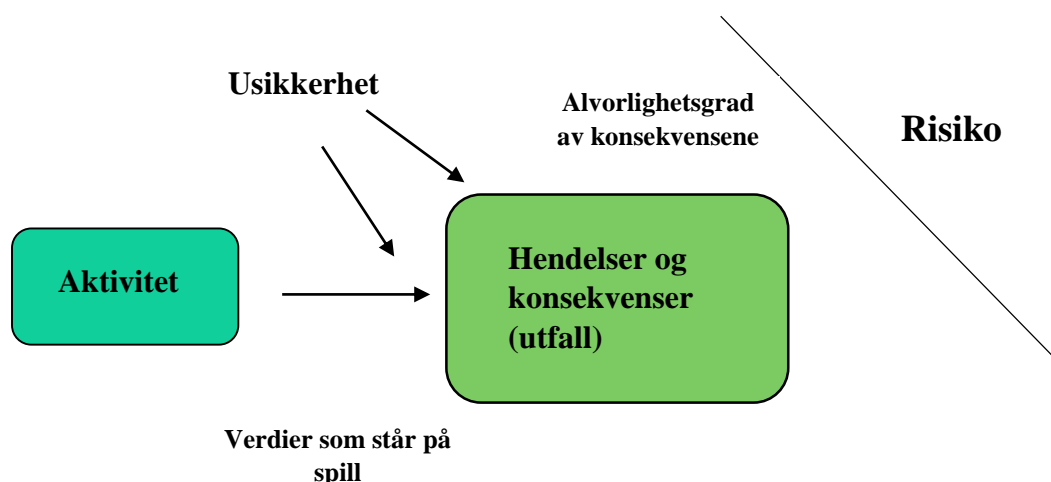 Usikkerhet
Alvorlighetsgrad
av konsekvensene
Risiko
Aktivitet
Hendelser og
konsekvenser
(utfall)
Verdier som står på
spill